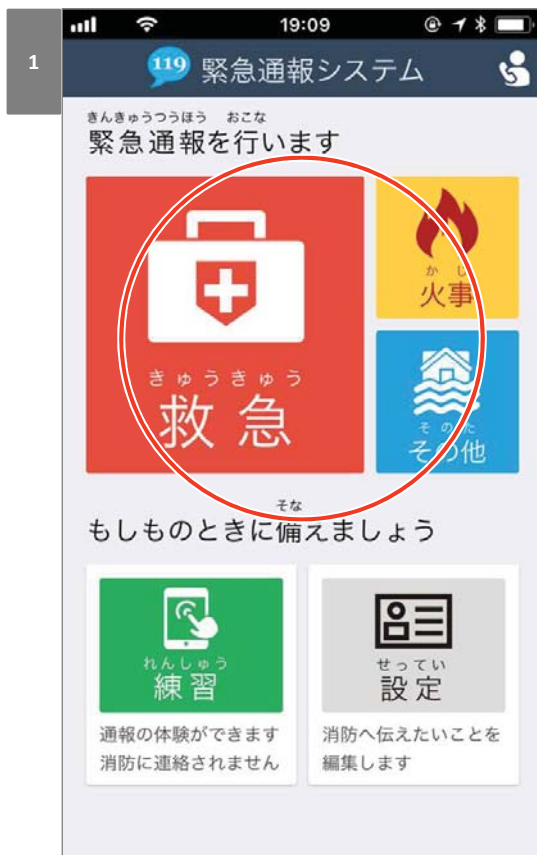 1
19:09
119 緊急通報システム
きんきゅうつうほう おこな
緊急通報を行います
きゅうきゅう
救急
かじ
火事
そのた
その他
そな
もしものときに備えましょう
れんしゅう
練習
通報の体験ができます
消防に連絡されません
せってい
設定
消防へ伝えたいことを
編集します